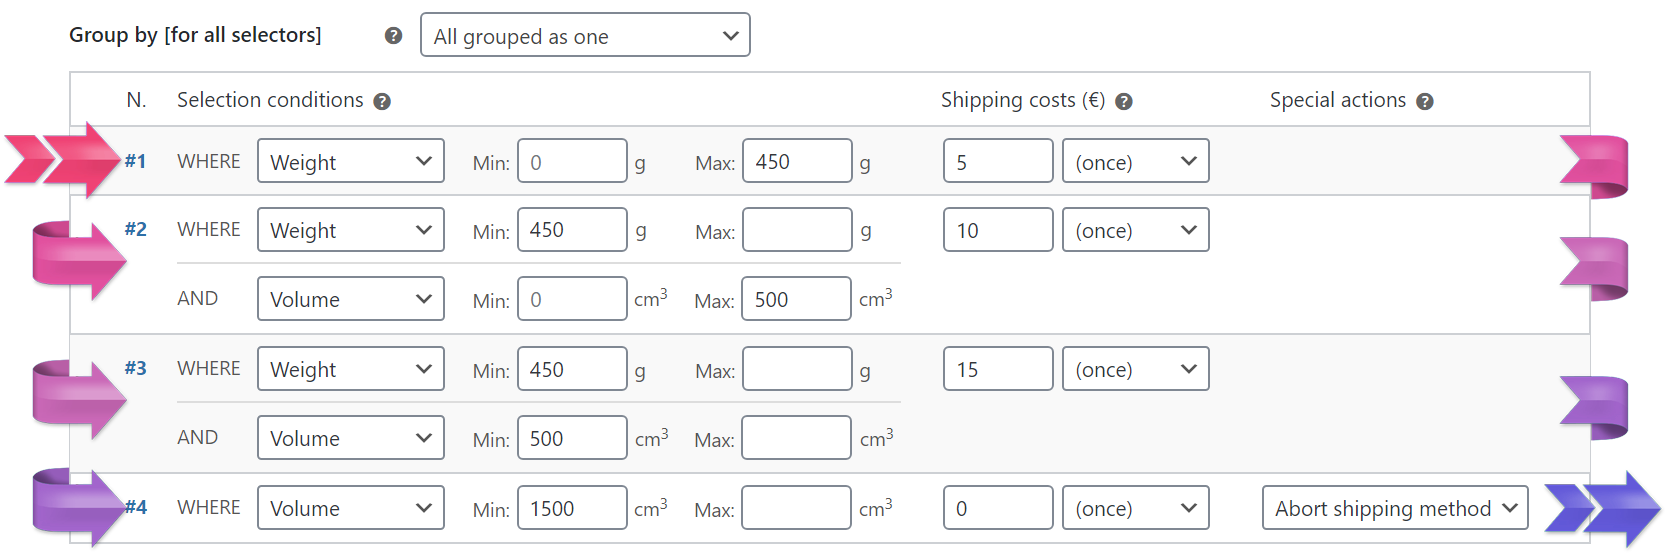 Group by [for all selectors] ? All grouped as one
N. Selection conditions ? Shipping costs (€) ? Special actions ?
#1 WHERE Weight Min: 0 g Max: 450 g 5 (once)
#2 WHERE Weight Min: 450 g Max: g 10 (once)
AND Volume Min: 0 cm³ Max: 500 cm³
#3 WHERE Weight Min: 450 g Max: g 15 (once)
AND Volume Min: 500 cm³ Max: cm³
#4 WHERE Volume Min: 1500 cm³ Max: cm³ 0 (once) Abort shipping method